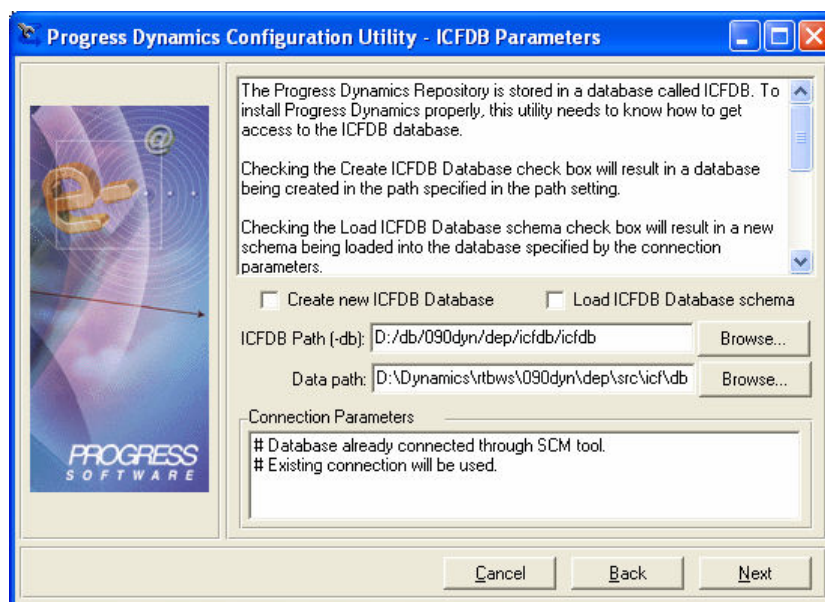 Progress Dynamics Configuration Utility - ICFDB Parameters
The Progress Dynamics Repository is stored in a database called ICFDB. To
install Progress Dynamics properly, this utility needs to know how to get
access to the ICFDB database.
Checking the Create ICFDB Database check box will result in a database
being created in the path specified in the path setting.
Checking the Load ICFDB Database schema check box will result in a new
schema being loaded into the database specified by the connection
parameters.
@
e-
PROGRESS
SOFTWARE
Create new ICFDB Database Load ICFDB Database schema
ICFDB Path (-db): D:/db/090dyn/dep/icfdb/icfdb Browse...
Data path: D:\Dynamics\rtbws\090dyn\dep\src\icf\db Browse...
Connection Parameters
# Database already connected through SCM tool.
# Existing connection will be used.
Cancel Back Next